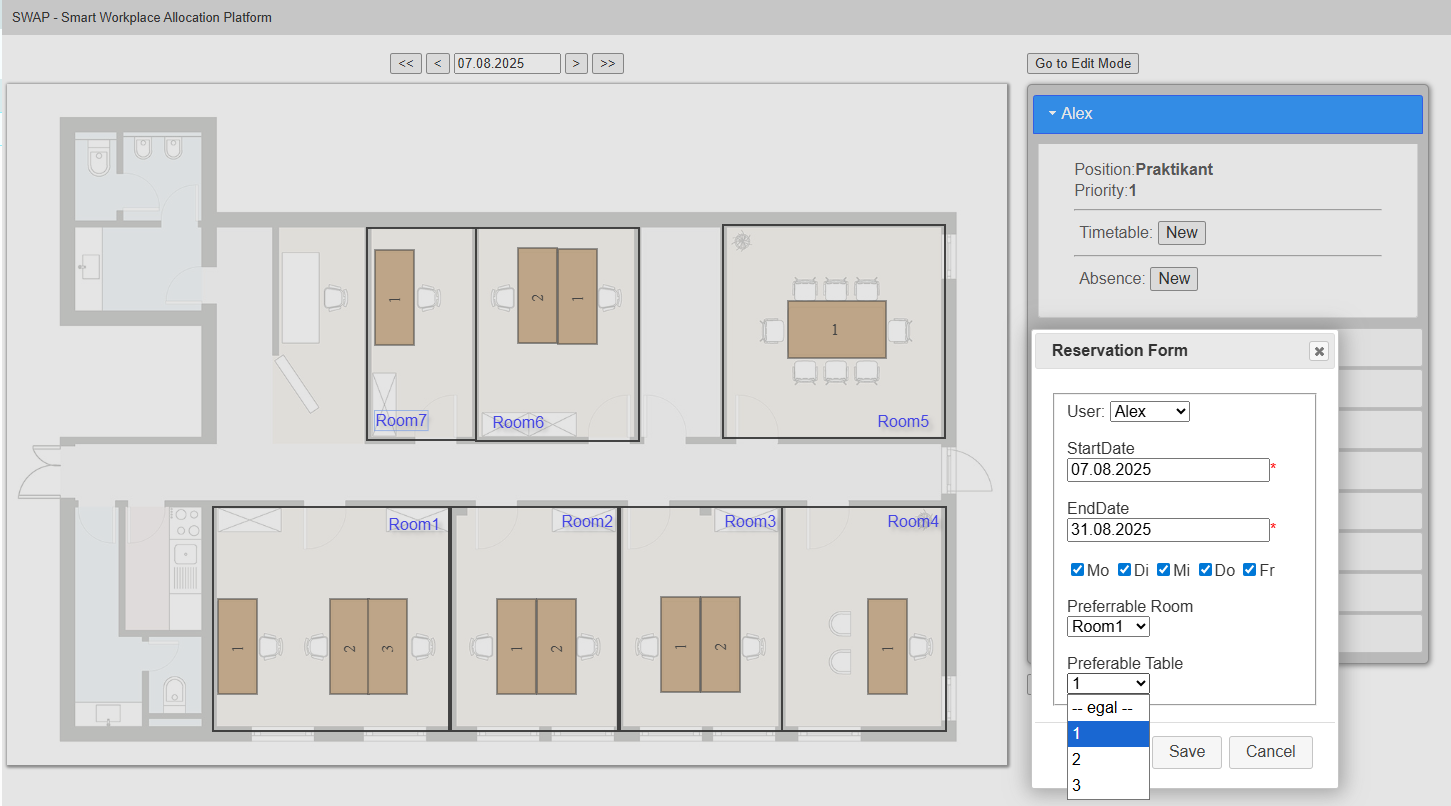 SWAP - Smart Workplace Allocation Platform
<< < 07.08.2025 > >>
Go to Edit Mode
Alex
Position:Praktikant
Priority:1
Timetable: New
Absence: New
1
2 1
1
Room7
Room6
Room5
Room1
Room2
Room3
Room4
1
2 3
1 2
1 2
1
Reservation Form
User: Alex
StartDate
07.08.2025 *
EndDate
31.08.2025 *
Mo Di Mi Do Fr
Preferrable Room
Room1
Preferable Table
1
-- egal --
1
2
3
Save Cancel